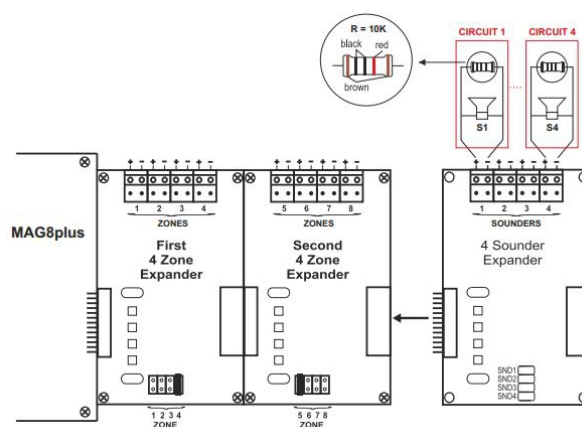 R = 10K
black red
brown
CIRCUIT 1 CIRCUIT 4
S1 S4
+ - + - + - + -
+ - + - + - + -
+ - + - + - + -
1 2 3 4
ZONES
5 6 7 8
ZONES
1 2 3 4
SOUNDERS
MAG8plus
First
4 Zone
Expander
Second
4 Zone
Expander
4 Sounder
Expander
SND1
SND2
SND3
SND4
1 2 3 4
ZONE
5 6 7 8
ZONE